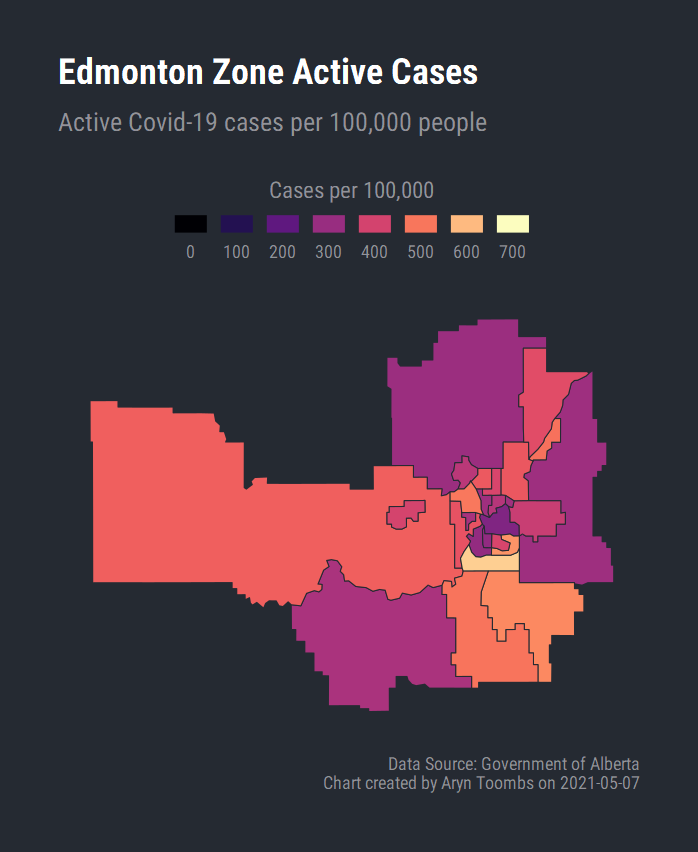 Edmonton Zone Active Cases
Active Covid-19 cases per 100,000 people
Cases per 100,000
0 100 200 300 400 500 600 700
Data Source: Government of Alberta
Chart created by Aryn Toombs on 2021-05-07